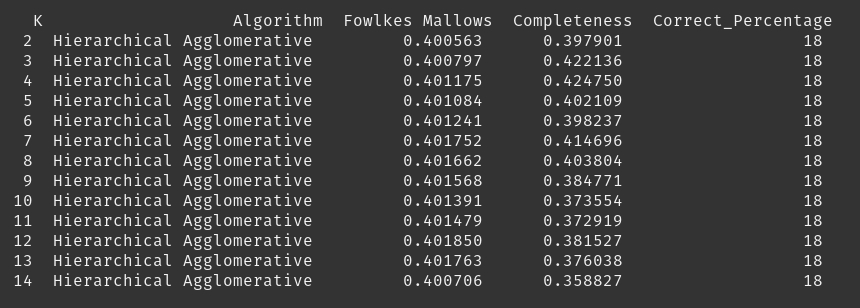 K Algorithm Fowlkes Mallows Completeness Correct_Percentage
2 Hierarchical Agglomerative 0.400563 0.397901 18
3 Hierarchical Agglomerative 0.400797 0.422136 18
4 Hierarchical Agglomerative 0.401175 0.424750 18
5 Hierarchical Agglomerative 0.401084 0.402109 18
6 Hierarchical Agglomerative 0.401241 0.398237 18
7 Hierarchical Agglomerative 0.401752 0.414696 18
8 Hierarchical Agglomerative 0.401662 0.403804 18
9 Hierarchical Agglomerative 0.401568 0.384771 18
10 Hierarchical Agglomerative 0.401391 0.373554 18
11 Hierarchical Agglomerative 0.401479 0.372919 18
12 Hierarchical Agglomerative 0.401850 0.381527 18
13 Hierarchical Agglomerative 0.401763 0.376038 18
14 Hierarchical Agglomerative 0.400706 0.358827 18